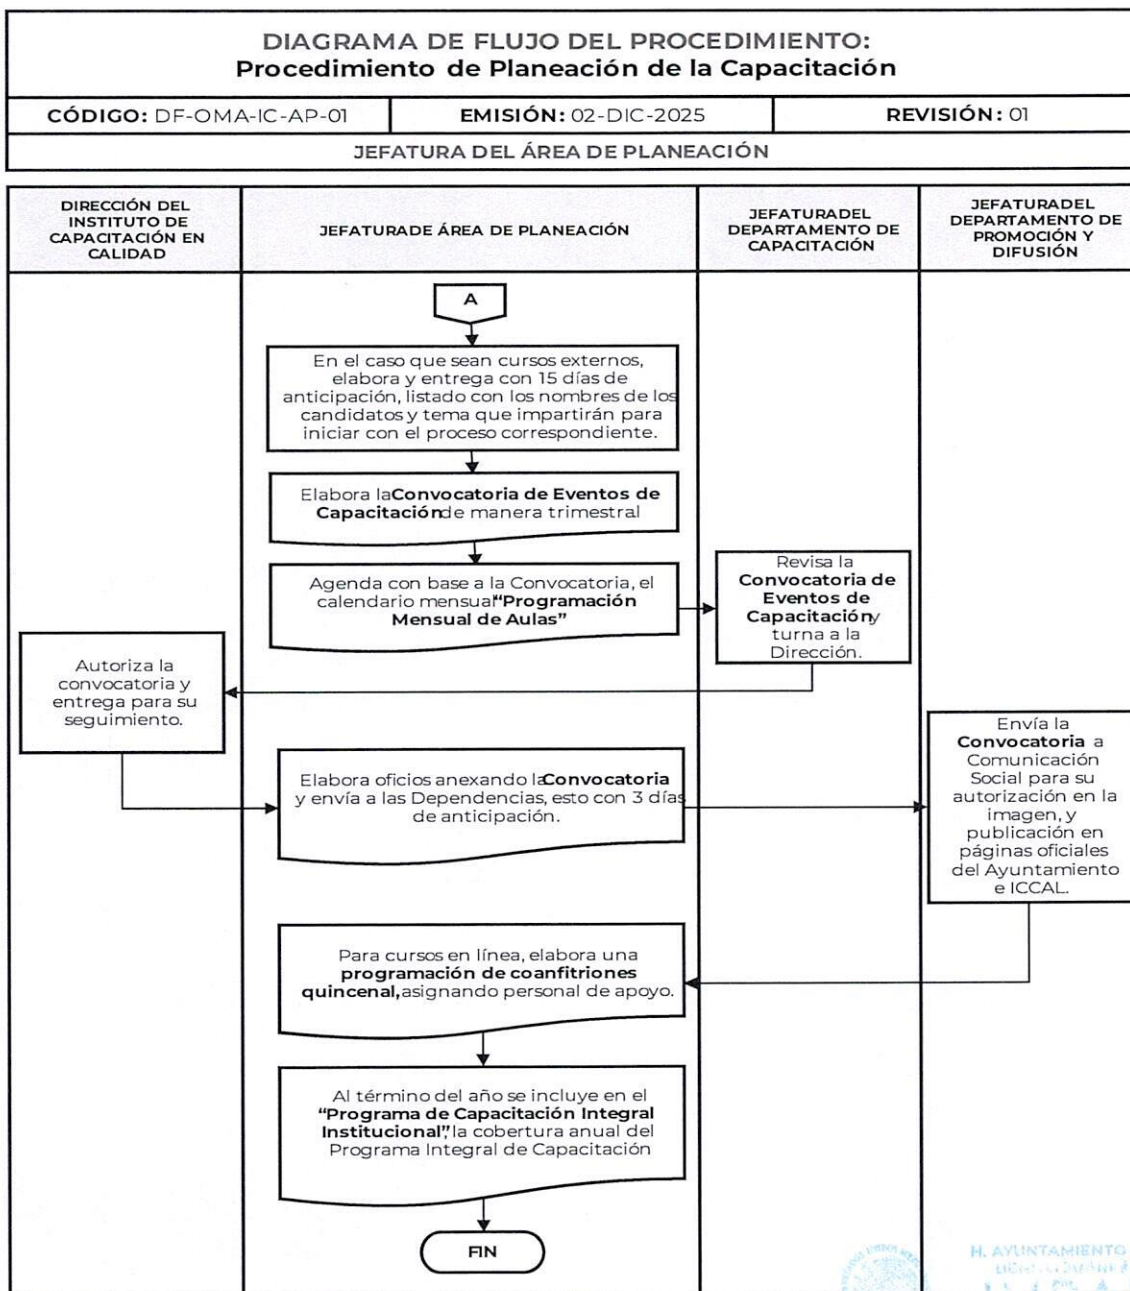 DIAGRAMA DE FLUJO DEL PROCEDIMIENTO:
Procedimiento de Planeación de la Capacitación
CÓDIGO: DF-OMA-IC-AP-01
EMISIÓN: 02-DIC-2025
REVISIÓN: 01
JEFATURA DEL ÁREA DE PLANEACIÓN
DIRECCIÓN DEL
INSTITUTO DE
CAPACITACIÓN EN
CALIDAD
JEFATURADE ÁREA DE PLANEACIÓN
JEFATURADEL
DEPARTAMENTO DE
CAPACITACIÓN
JEFATURADEL
DEPARTAMENTO DE
PROMOCIÓN Y
DIFUSIÓN
A
En el caso que sean cursos externos,
elabora y entrega con 15 días de
anticipación, listado con los nombres de los
candidatos y tema que impartirán para
iniciar con el proceso correspondiente.
Elabora la Convocatoria de Eventos de
Capacitación de manera trimestral
Agenda con base a la Convocatoria, el
calendario mensual "Programación
Mensual de Aulas"
Revisa la
Convocatoria de
Eventos de
Capacitación y
turna a la
Dirección.
Autoriza la
convocatoria y
entrega para su
seguimiento.
Elabora oficios anexando la Convocatoria
y envía a las Dependencias, esto con 3 días
de anticipación.
Envía la
Convocatoria a
Comunicación
Social para su
autorización en la
imagen, y
publicación en
páginas oficiales
del Ayuntamiento
e ICCAL.
Para cursos en línea, elabora una
programación de coanfitriones
quincenal, asignando personal de apoyo.
Al término del año se incluye en el
"Programa de Capacitación Integral
Institucional", la cobertura anual del
Programa Integral de Capacitación
FIN
H. AYUNTAMIENTO